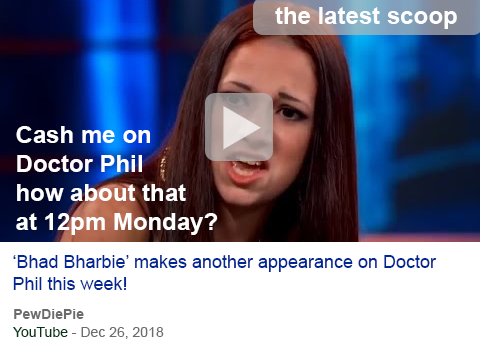 the latest scoop
Cash me on
Doctor Phil
how about that
at 12pm Monday?
‘Bhad Bharbie’ makes another appearance on Doctor
Phil this week!
PewDiePie
YouTube - Dec 26, 2018